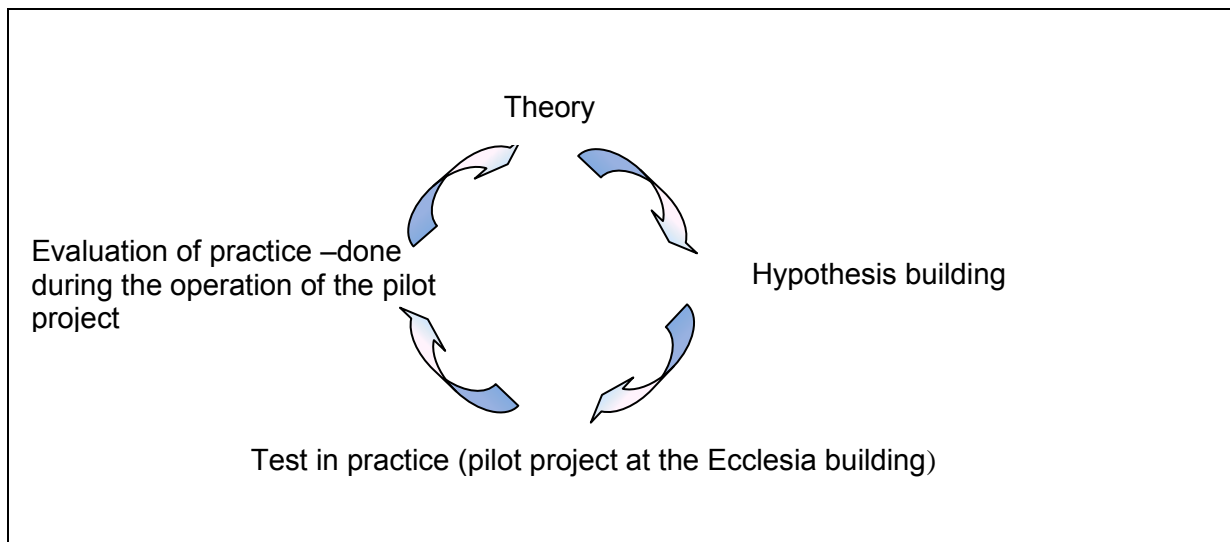 Theory
Evaluation of practice –done
during the operation of the pilot
project
Hypothesis building
Test in practice (pilot project at the Ecclesia building)